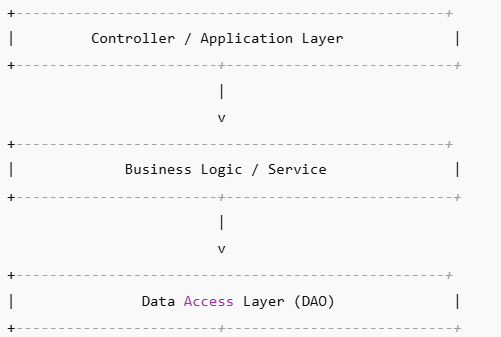 +---------------------------------------------------+
|         Controller / Application Layer             |
+------------------------+---------------------------+
|
v
+---------------------------------------------------+
|             Business Logic / Service               |
+------------------------+---------------------------+
|
v
+---------------------------------------------------+
|               Data Access Layer (DAO)              |
+------------------------+---------------------------+